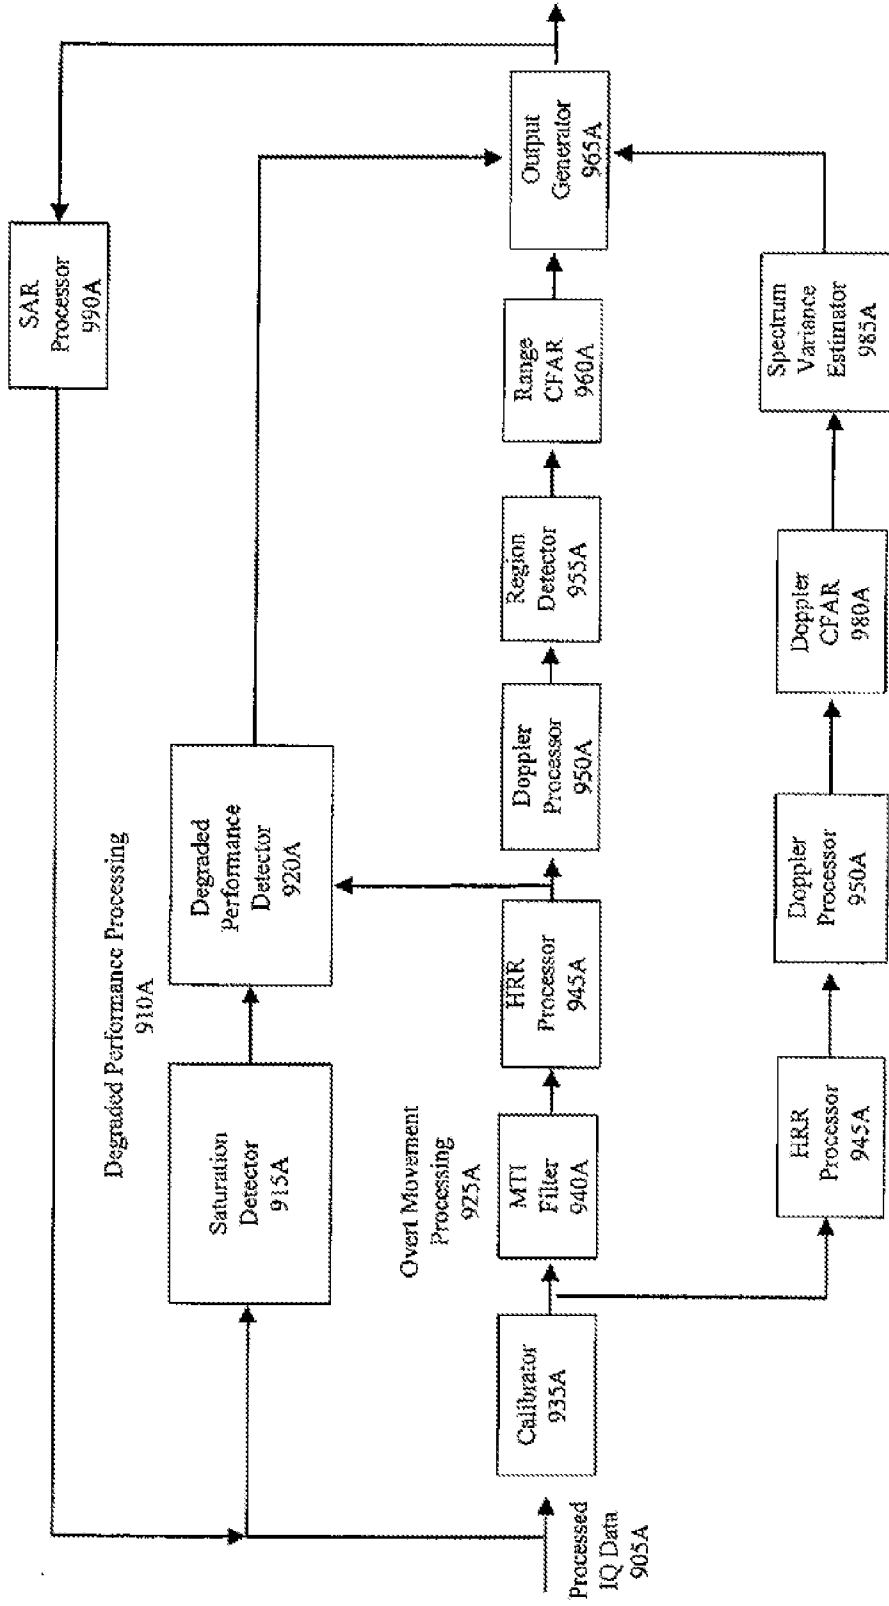 SAR
Processor
990A
Degraded Performance Processing
910A
Saturation
Detector
915A
Degraded
Performance
Detector
920A
Overt Movement
Processing
925A
Processed
IQ Data
905A
Calibrator
935A
MTI
Filter
940A
HRR
Processor
945A
Doppler
Processor
950A
Region
Detector
955A
Range
CFAR
960A
Output
Generator
965A
HRR
Processor
945A
Doppler
Processor
950A
Doppler
CFAR
980A
Spectrum
Variance
Estimator
985A